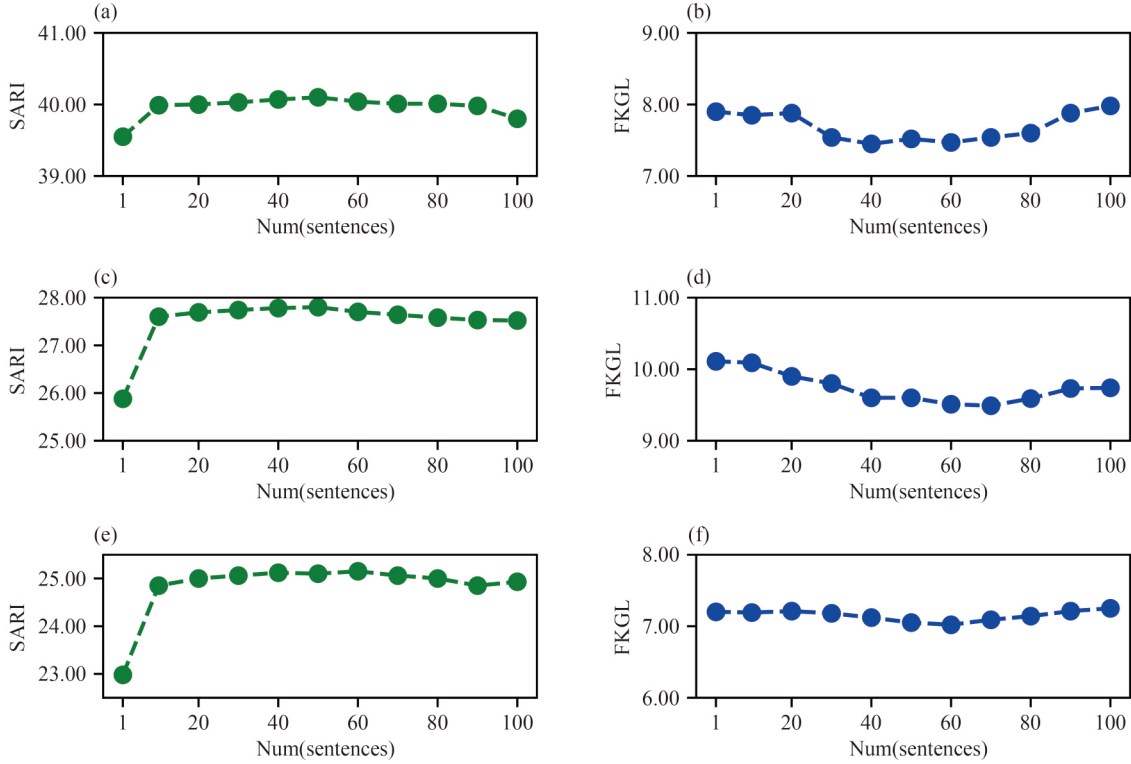 (a)
41.00
40.00
39.00
SARI
1 20 40 60 80 100
Num(sentences)
(b)
9.00
8.00
7.00
FKGL
1 20 40 60 80 100
Num(sentences)
(c)
28.00
27.00
26.00
25.00
SARI
1 20 40 60 80 100
Num(sentences)
(d)
11.00
10.00
9.00
FKGL
1 20 40 60 80 100
Num(sentences)
(e)
25.00
24.00
23.00
SARI
1 20 40 60 80 100
Num(sentences)
(f)
8.00
7.00
6.00
FKGL
1 20 40 60 80 100
Num(sentences)